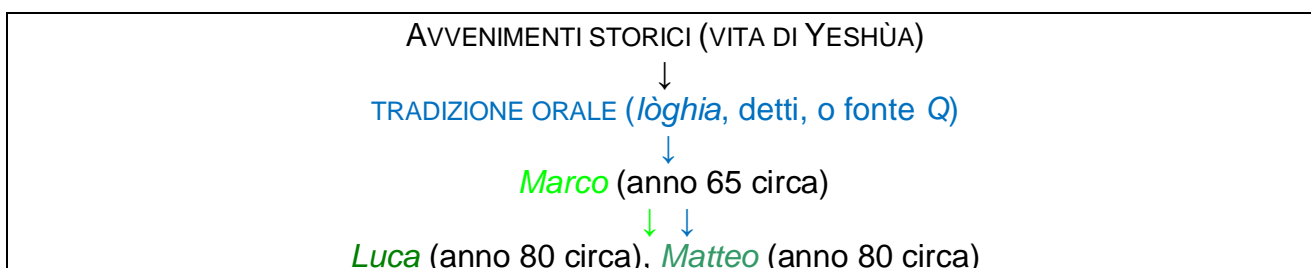 AVVENIMENTI STORICI (VITA DI YESHÙA)
↓
TRADIZIONE ORALE (lòghia, detti, o fonte Q)
↓
Marco (anno 65 circa)
↓ ↓
Luca (anno 80 circa), Matteo (anno 80 circa)